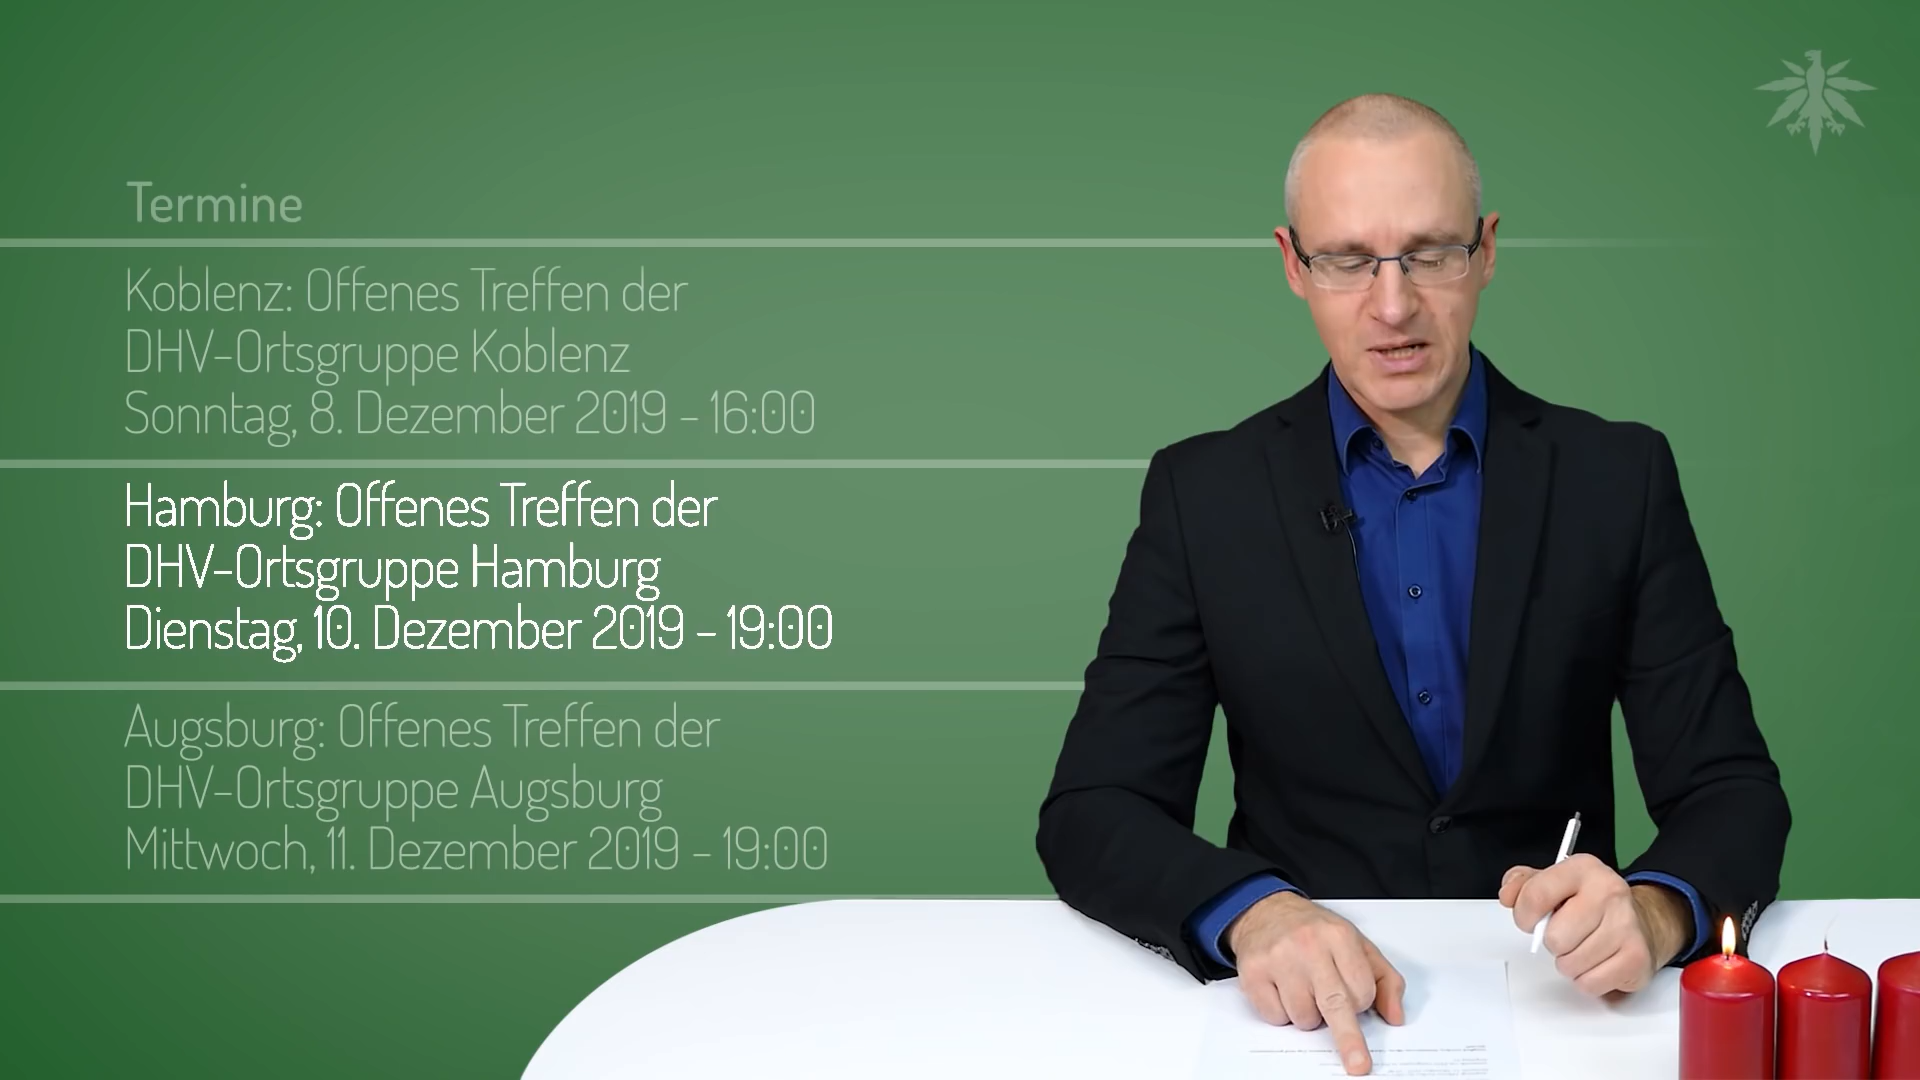 Termine
Koblenz: Offenes Treffen der
DHV-Ortsgruppe Koblenz
Sonntag, 8. Dezember 2019 - 16:00
Hamburg: Offenes Treffen der
DHV-Ortsgruppe Hamburg
Dienstag, 10. Dezember 2019 - 19:00
Augsburg: Offenes Treffen der
DHV-Ortsgruppe Augsburg
Mittwoch, 11. Dezember 2019 - 19:00